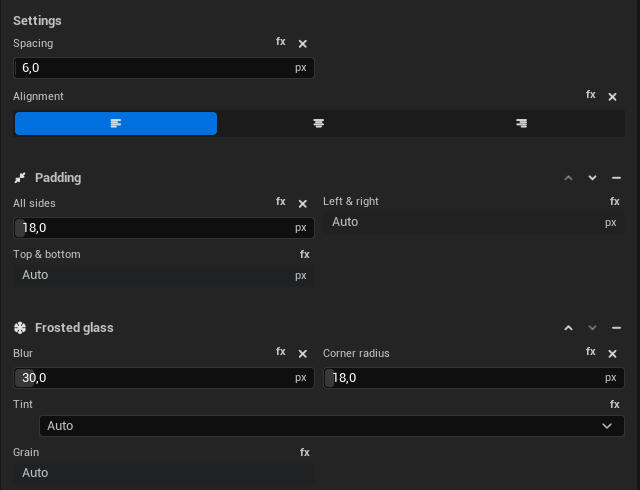 Settings
Spacing fx
6,0 px
Alignment fx
Padding
All sides fx
18,0 px
Left & right fx
Auto px
Top & bottom fx
Auto px
Frosted glass
Blur fx
30,0 px
Corner radius fx
18,0 px
Tint fx
Auto
Grain fx
Auto